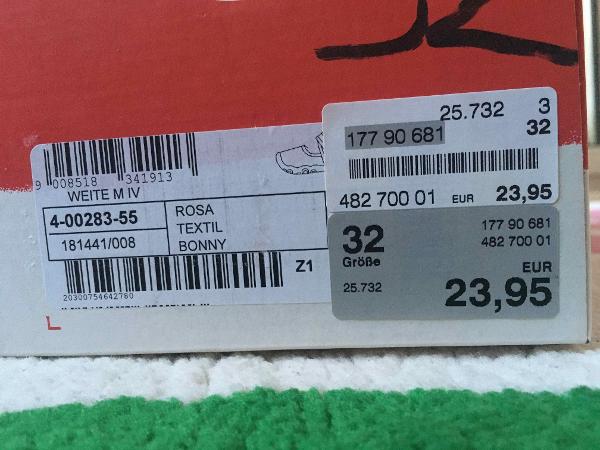 32
9 008518 341913
WEITE M IV
4-00283-55
181441/008
ROSA
TEXTIL
BONNY
Z1
20300754642780
25.732 3
177 90 681 32
482 700 01 EUR 23,95
32
Größe
25.732
177 90 681
482 700 01
EUR
23,95